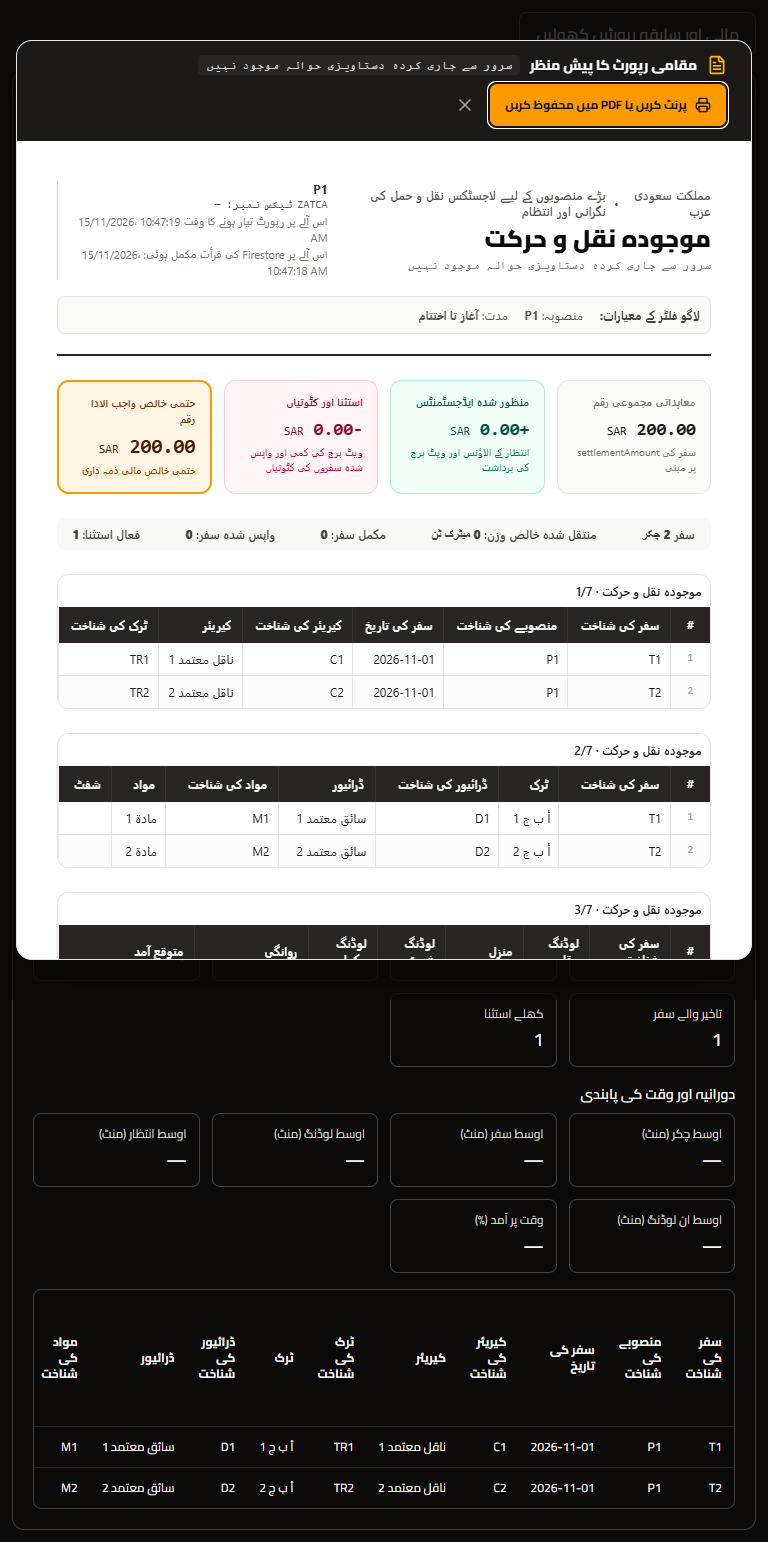 مالی اور سابقہ رپورٹیں کھولیں
مقامی رپورٹ کا پیش منظر
سرور سے جاری کردہ دستاویزی حوالہ موجود نہیں
پرنٹ کریں یا PDF میں محفوظ کریں
مملکت سعودی عرب • بڑے منصوبوں کے لیے لاجسٹکس نقل و حمل کی نگرانی اور انتظام
موجودہ نقل و حرکت
سرور سے جاری کردہ دستاویزی حوالہ موجود نہیں
P1
ZATCA ٹیکس نمبر: —
اس آلے پر رپورٹ تیار ہونے کا وقت 15/11/2026، 10:47:19 AM
اس آلے پر Firestore کی قرأت مکمل ہوئی: 15/11/2026، 10:47:18 AM
لاگو فلٹر کے معیارات: منصوبہ: P1 مدت: آغاز تا اختتام
معاہداتی مجموعی رقم
200.00 SAR
سفر کی settlementAmount پر مبنی
منظور شدہ ایڈجسٹمنٹس
+0.00 SAR
انتظار کے الاؤنس اور ویٹ برج کی برداشت
استثنا اور کٹوتیاں
-0.00 SAR
ویٹ برج کی کمی اور واپس شدہ سفروں کی کٹوتیاں
حتمی خالص واجب الادا رقم
200.00 SAR
حتمی خالص مالی ذمہ داری
سفر 2 چکر منتقل شدہ خالص وزن: 0 میٹرک ٹن مکمل سفر: 0 واپس شدہ سفر: 0 فعال استثنا: 1
موجودہ نقل و حرکت · 1/7
# سفر کی شناخت منصوبے کی شناخت سفر کی تاریخ کیریئر کی شناخت کیریئر ٹرک کی شناخت
1 T1 P1 2026-11-01 C1 ناقل معتمد 1 TR1
2 T2 P1 2026-11-01 C2 ناقل معتمد 2 TR2
موجودہ نقل و حرکت · 2/7
# سفر کی شناخت ٹرک ڈرائیور کی شناخت ڈرائیور مواد کی شناخت مواد شفٹ
1 T1 أ ب ج 1 D1 سائق معتمد 1 M1 مادة 1
2 T2 أ ب ج 2 D2 سائق معتمد 2 M2 مادة 2
موجودہ نقل و حرکت · 3/7
# سفر کی لوڈنگ منزل لوڈنگ لوڈنگ روانگی متوقع آمد
تاخیر والے سفر
1
کھلے استثنا
1
دورانیہ اور وقت کی پابندی
اوسط چکر (منٹ)
—
اوسط سفر (منٹ)
—
اوسط لوڈنگ (منٹ)
—
اوسط انتظار (منٹ)
—
اوسط ان لوڈنگ (منٹ)
—
وقت پر آمد (%)
—
سفر کی شناخت منصوبے کی شناخت سفر کی تاریخ کیریئر کی شناخت کیریئر ٹرک کی شناخت ٹرک ڈرائیور کی شناخت ڈرائیور مواد کی شناخت
T1 P1 2026-11-01 C1 ناقل معتمد 1 TR1 أ ب ج 1 D1 سائق معتمد 1 M1
T2 P1 2026-11-01 C2 ناقل معتمد 2 TR2 أ ب ج 2 D2 سائق معتمد 2 M2